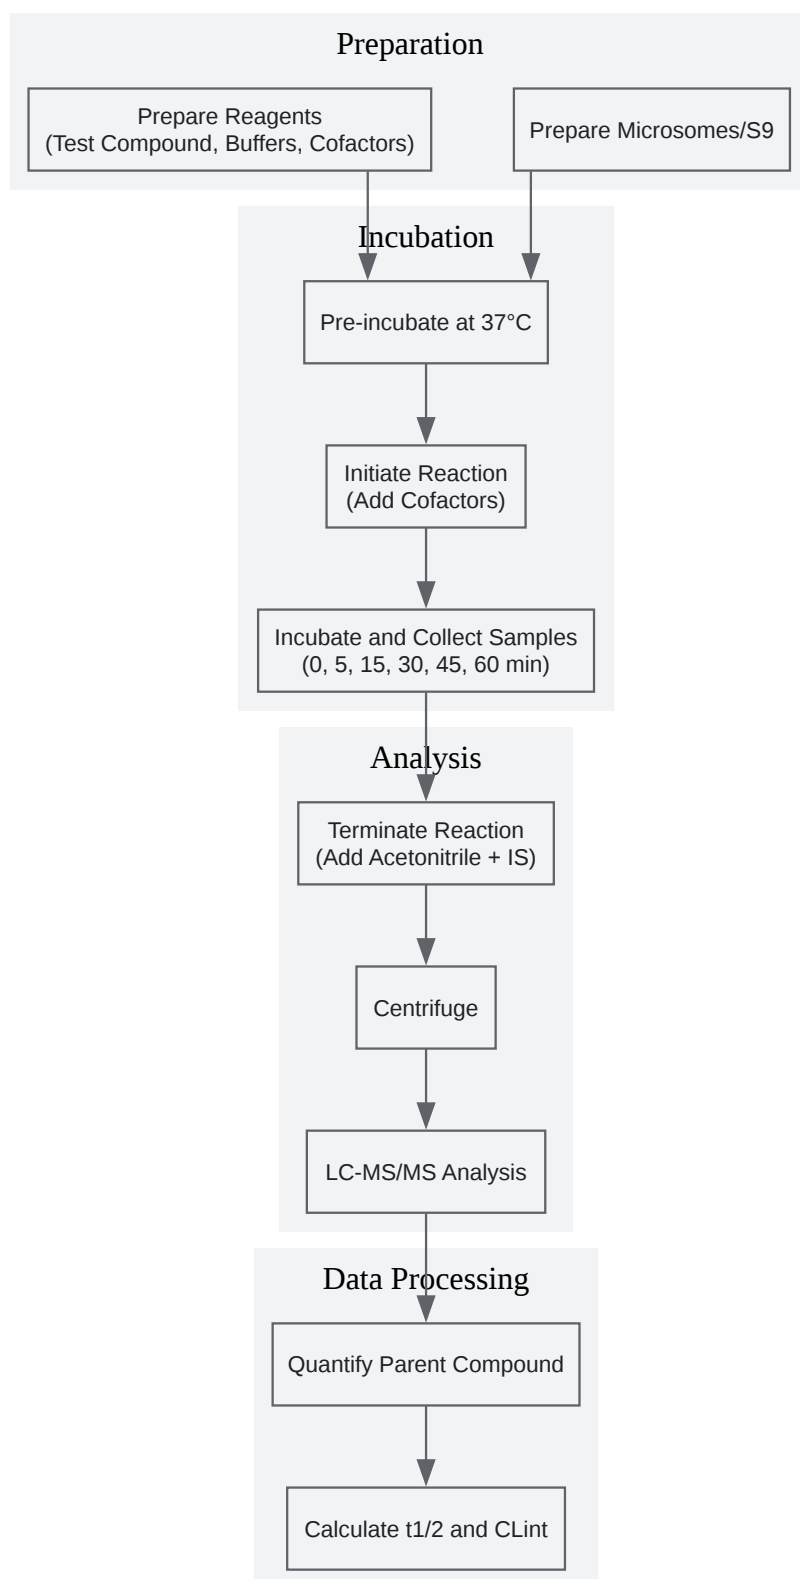 Preparation
Prepare Reagents
(Test Compound, Buffers, Cofactors)
Prepare Microsomes/S9
Incubation
Pre-incubate at 37°C
Initiate Reaction
(Add Cofactors)
Incubate and Collect Samples
(0, 5, 15, 30, 45, 60 min)
Analysis
Terminate Reaction
(Add Acetonitrile + IS)
Centrifuge
LC-MS/MS Analysis
Data Processing
Quantify Parent Compound
Calculate t1/2 and CLint